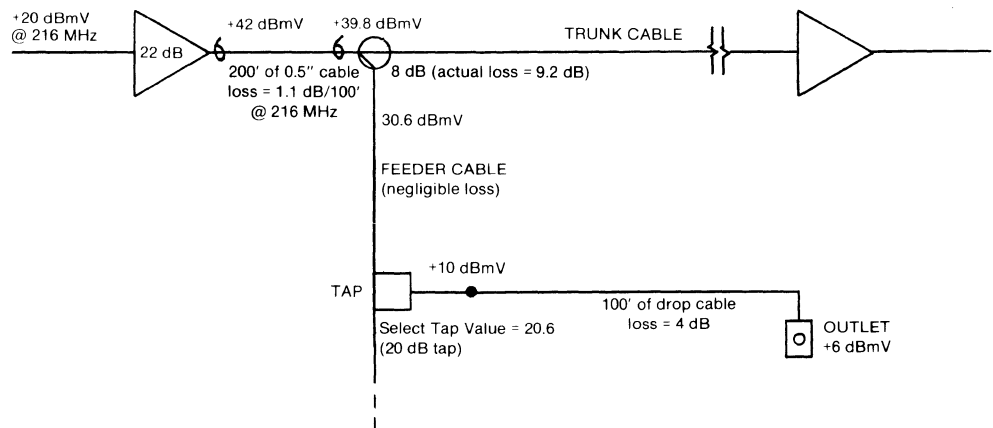 +20 dBmV
@ 216 MHz
22 dB
+42 dBmV
+39.8 dBmV
TRUNK CABLE
200' of 0.5" cable
loss = 1.1 dB/100'
@ 216 MHz
8 dB (actual loss = 9.2 dB)
30.6 dBmV
FEEDER CABLE
(negligible loss)
TAP
+10 dBmV
100' of drop cable
loss = 4 dB
Select Tap Value = 20.6
(20 dB tap)
OUTLET
+6 dBmV